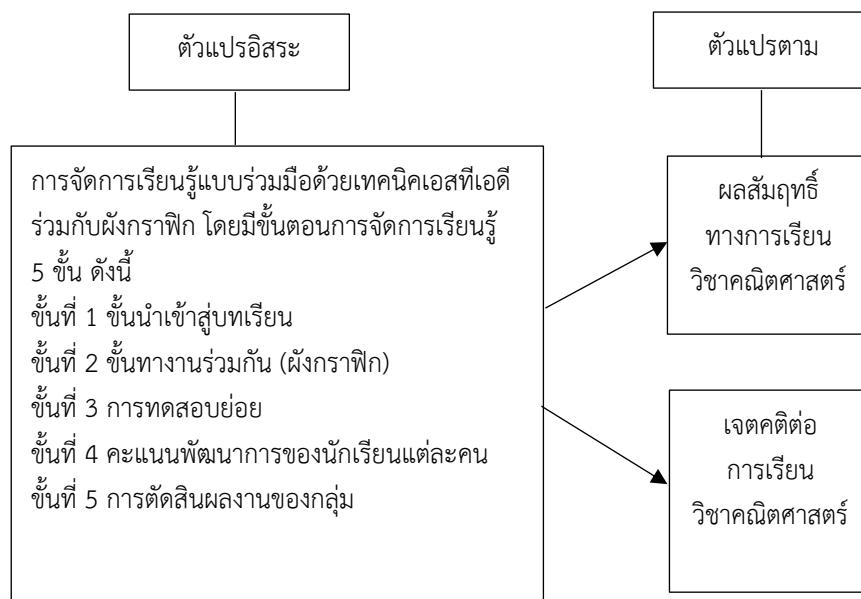 ตัวแปรอิสระ
ตัวแปรตาม
การจัดการเรียนรู้แบบร่วมมือด้วยเทคนิคเอสทีเอดี
ร่วมกับผังกราฟิก โดยมีขั้นตอนการจัดการเรียนรู้
5 ขั้น ดังนี้
ขั้นที่ 1 ขั้นนำเข้าสู่บทเรียน
ขั้นที่ 2 ขั้นทางานร่วมกัน (ผังกราฟิก)
ขั้นที่ 3 การทดสอบย่อย
ขั้นที่ 4 คะแนนพัฒนาการของนักเรียนแต่ละคน
ขั้นที่ 5 การตัดสินผลงานของกลุ่ม
ผลสัมฤทธิ์
ทางการเรียน
วิชาคณิตศาสตร์
เจตคติต่อ
การเรียน
วิชาคณิตศาสตร์